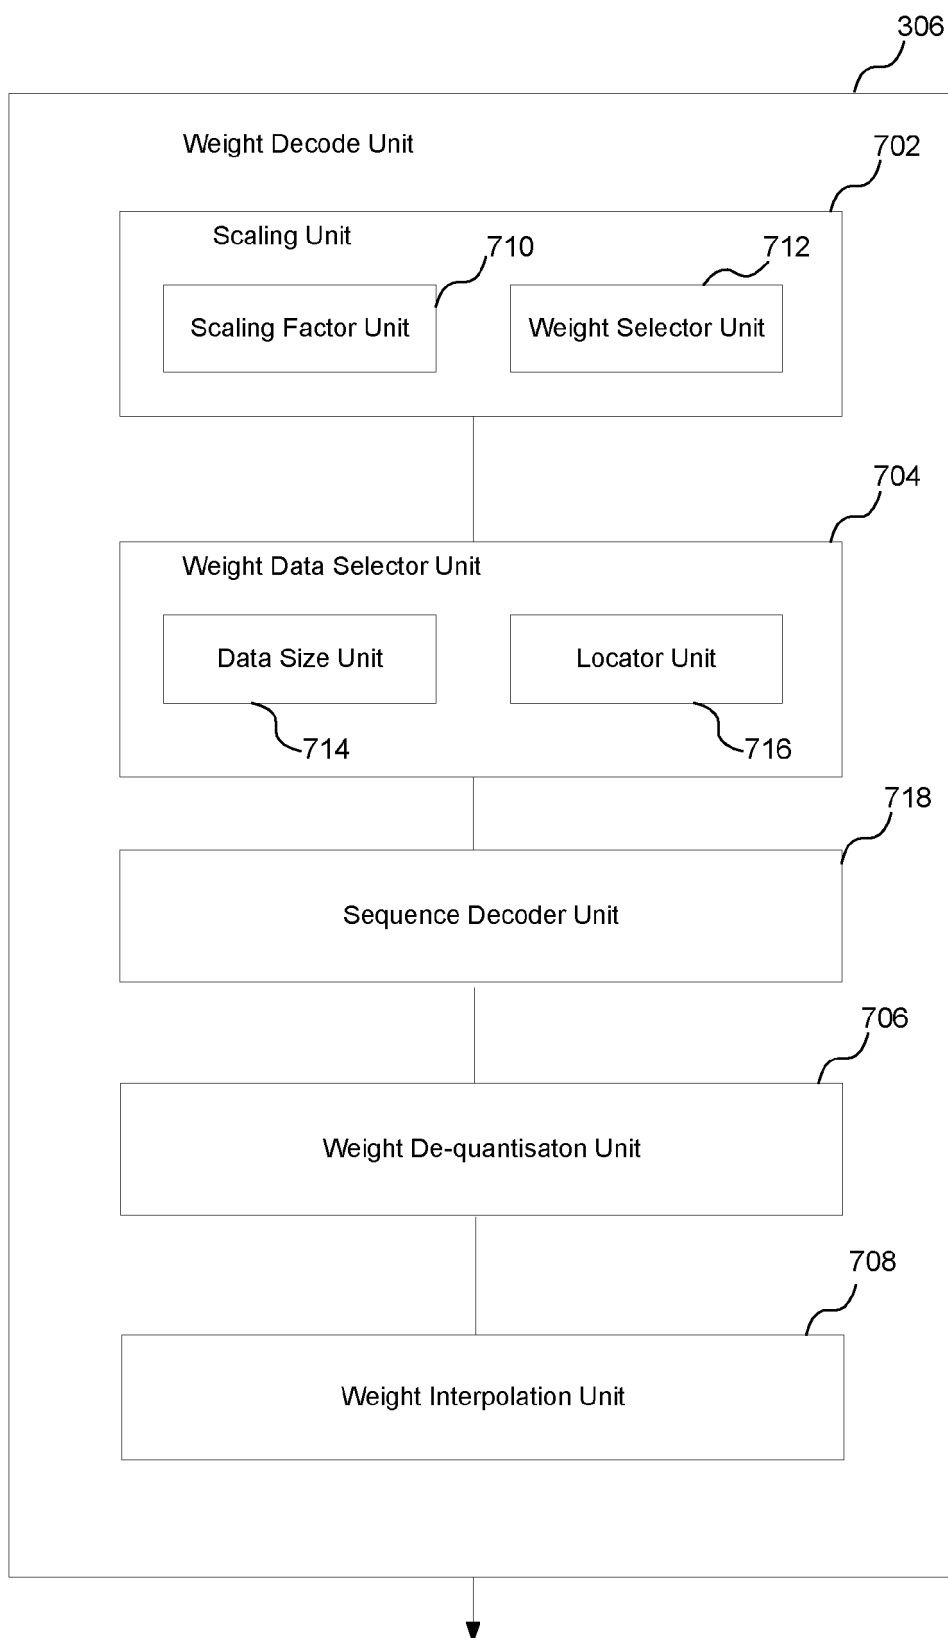 306
Weight Decode Unit
702
Scaling Unit
710
712
Scaling Factor Unit
Weight Selector Unit
704
Weight Data Selector Unit
Data Size Unit
Locator Unit
714
716
718
Sequence Decoder Unit
706
Weight De-quantisaton Unit
708
Weight Interpolation Unit